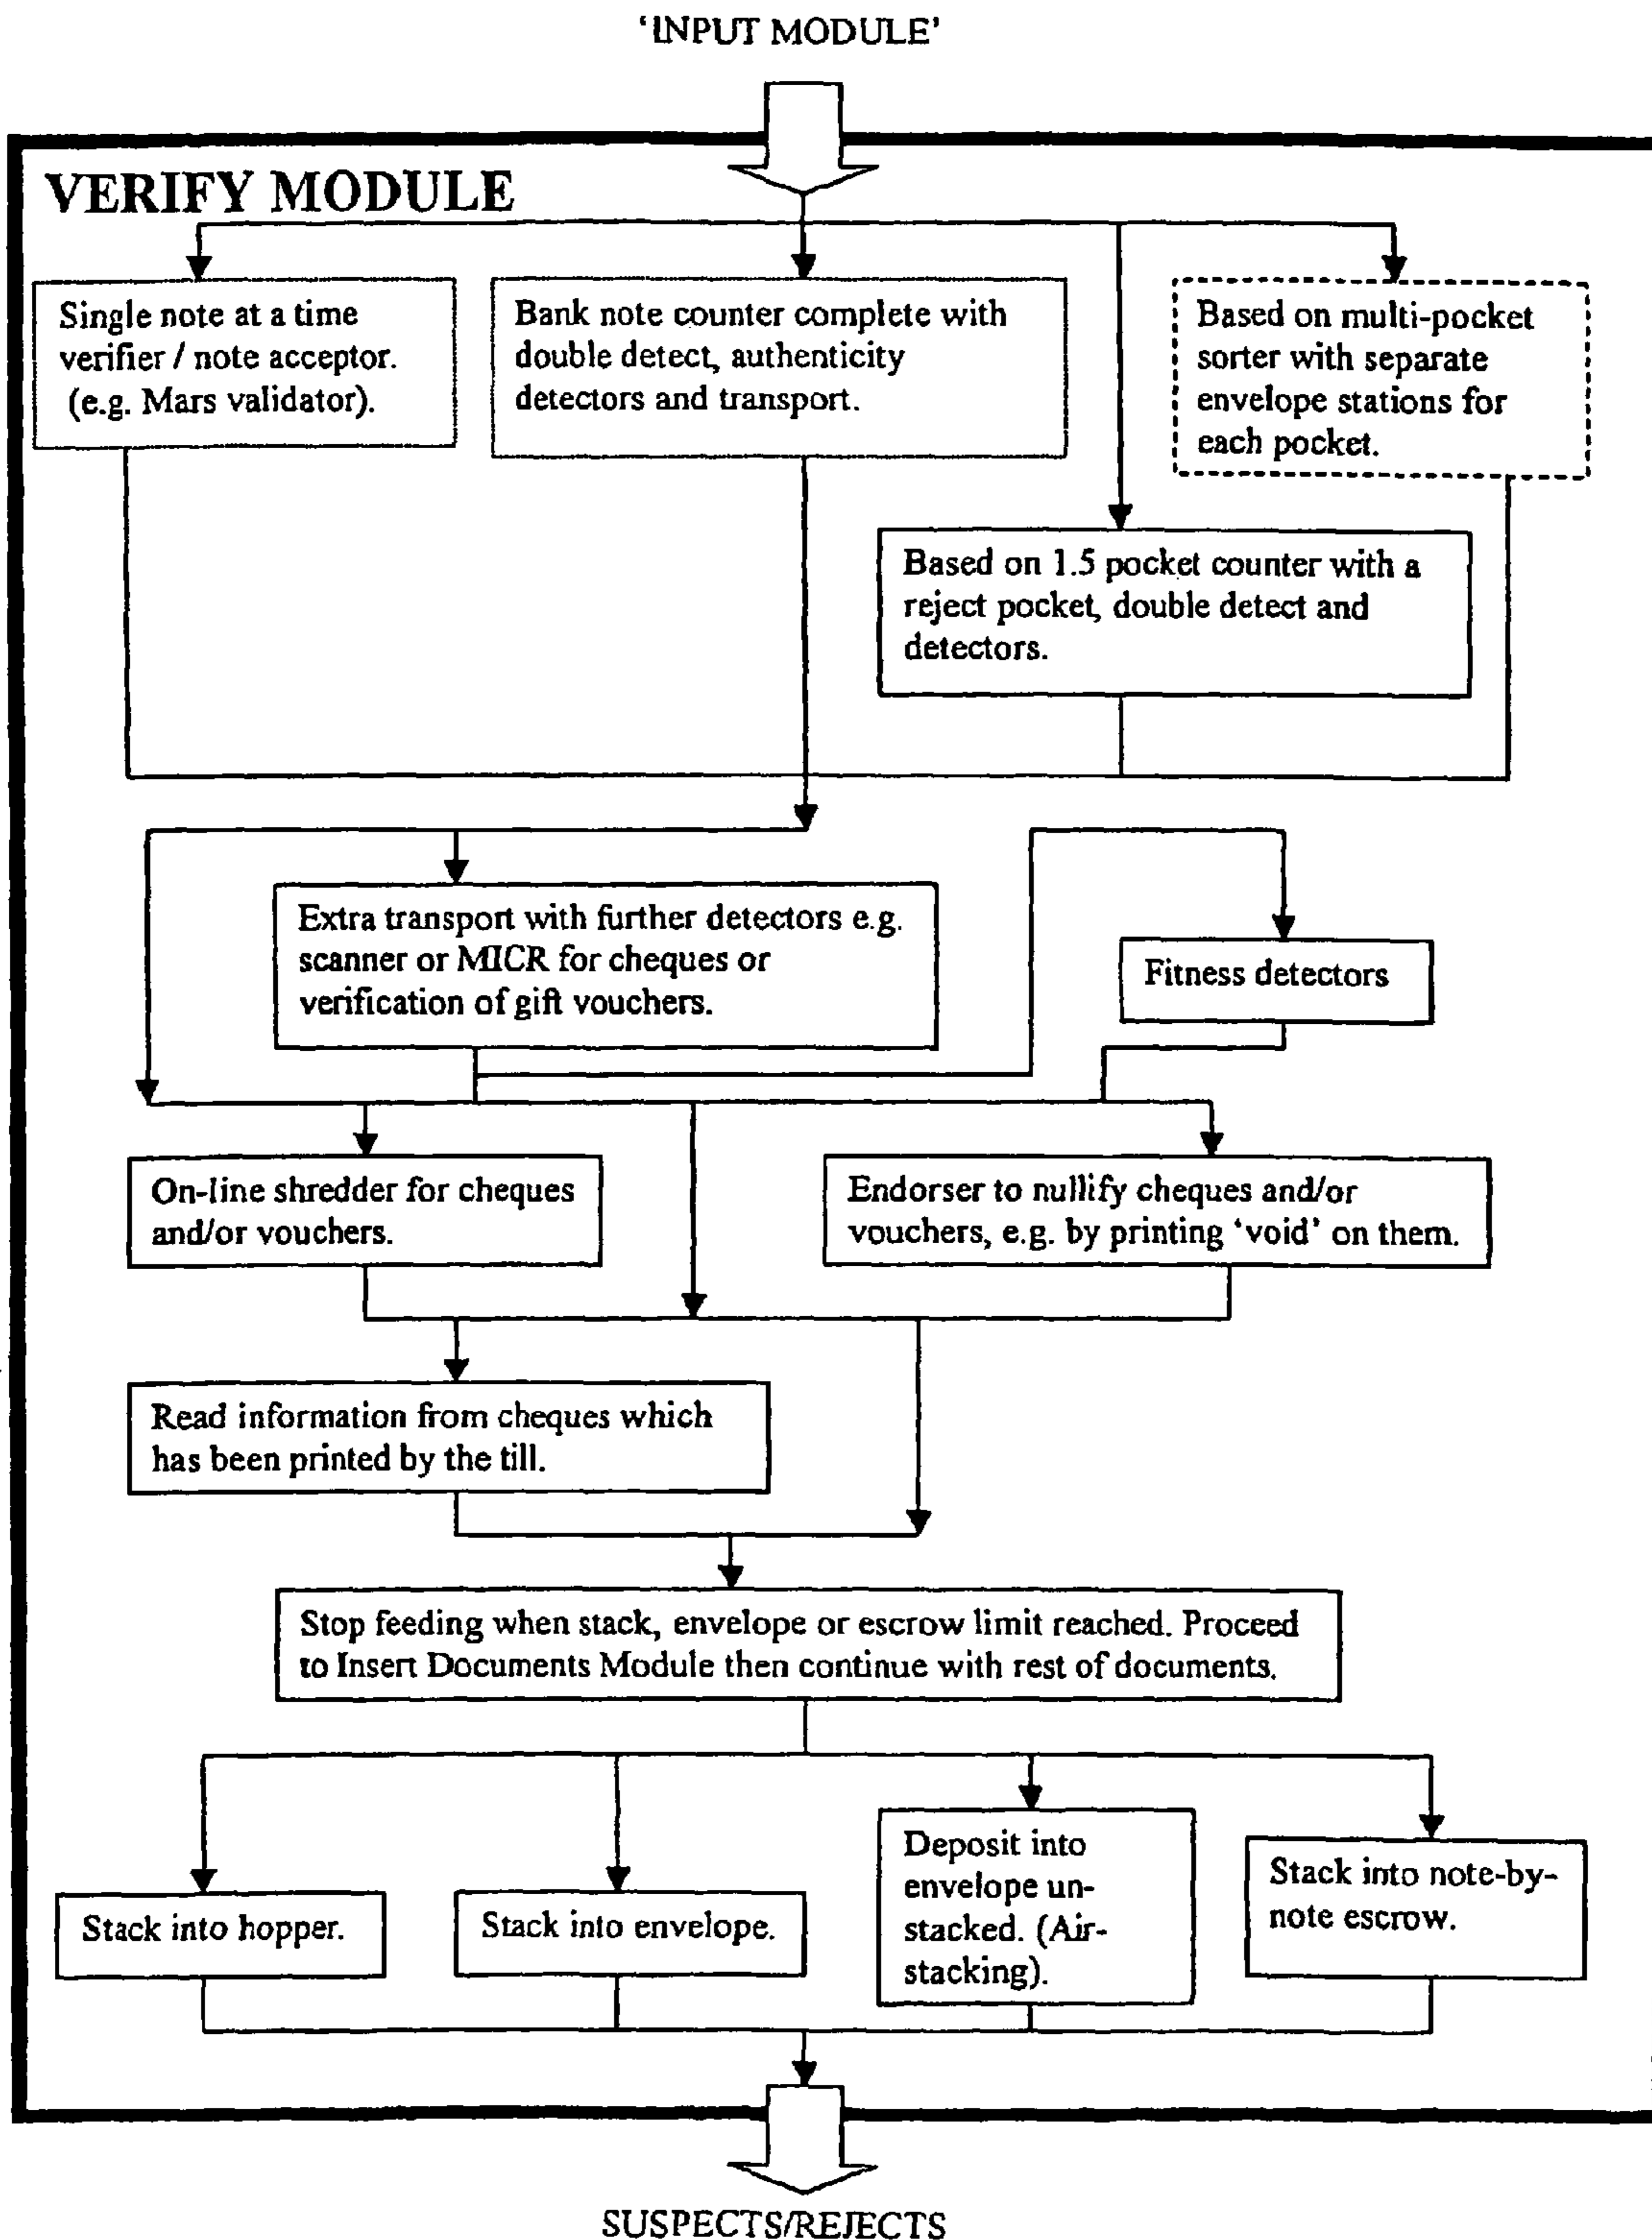 ‘INPUT MODULE’
VERIFY MODULE
Single note at a time
verifier / note acceptor.
(e.g. Mars validator).
Bank note counter complete with
double detect, authenticity
detectors and transport.
Based on multi-pocket
sorter with separate
envelope stations for
each pocket.
Based on 1.5 pocket counter with a
reject pocket, double detect and
detectors.
Extra transport with further detectors e.g.
scanner or MICR for cheques or
verification of gift vouchers.
Fitness detectors
On-line shredder for cheques
and/or vouchers.
Endorser to nullify cheques and/or
vouchers, e.g. by printing ‘void’ on them.
Read information from cheques which
has been printed by the till.
Stop feeding when stack, envelope or escrow limit reached. Proceed
to Insert Documents Module then continue with rest of documents.
Stack into hopper.
Stack into envelope.
Deposit into
envelope un-
stacked. (Air-
stacking).
Stack into note-by-
note escrow.
SUSPECTS/REJECTS